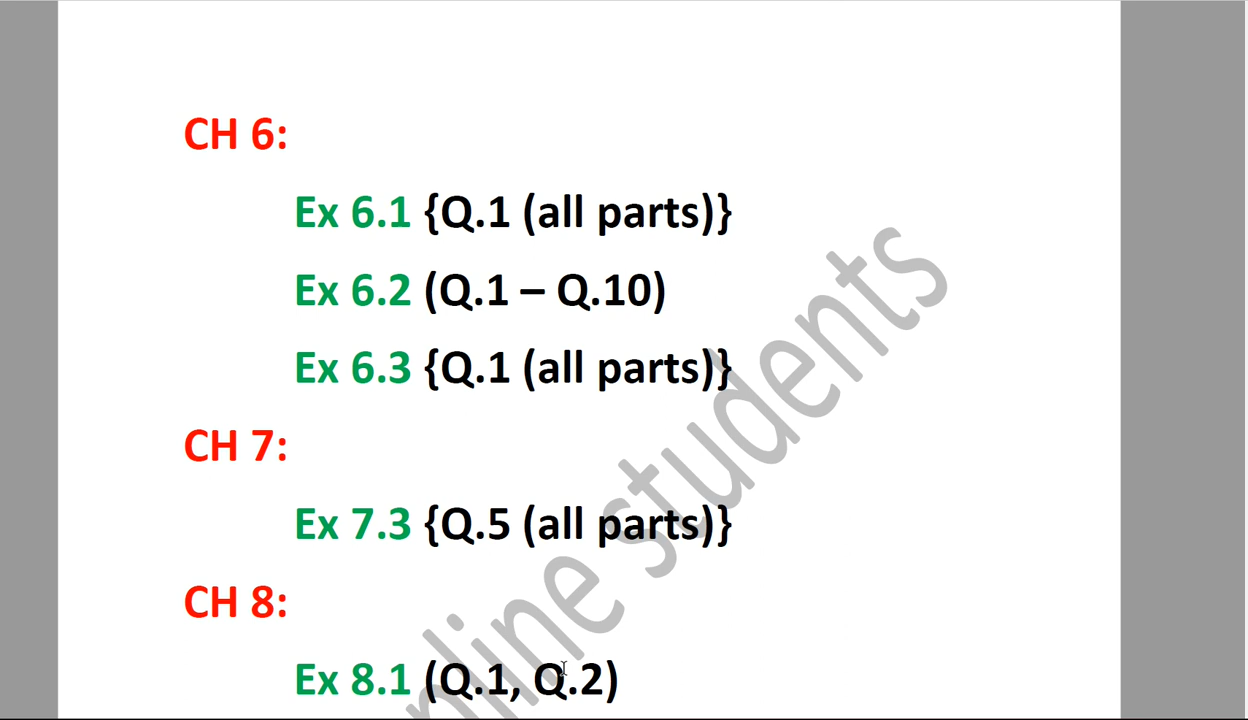 CH 6:
Ex 6.1 {Q.1 (all parts)}
Ex 6.2 (Q.1 – Q.10)
Ex 6.3 {Q.1 (all parts)}
CH 7:
Ex 7.3 {Q.5 (all parts)}
CH 8:
Ex 8.1 (Q.1, Q.2)
students